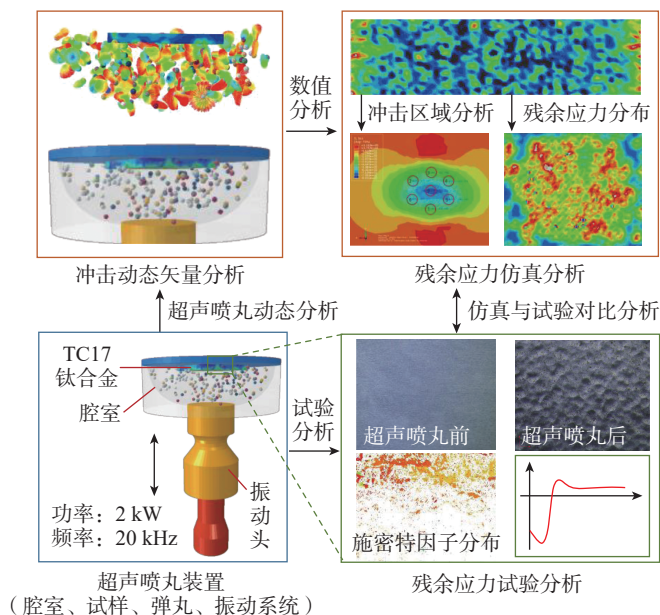 数值
分析
冲击区域分析
残余应力分布
冲击动态矢量分析
残余应力仿真分析
超声喷丸动态分析
仿真与试验对比分析
TC17
钛合金
腔室
试验
分析
超声喷丸前
超声喷丸后
功率：2 kW
频率：20 kHz
振
动
头
施密特因子分布
超声喷丸装置
（腔室、试样、弹丸、振动系统）
残余应力试验分析